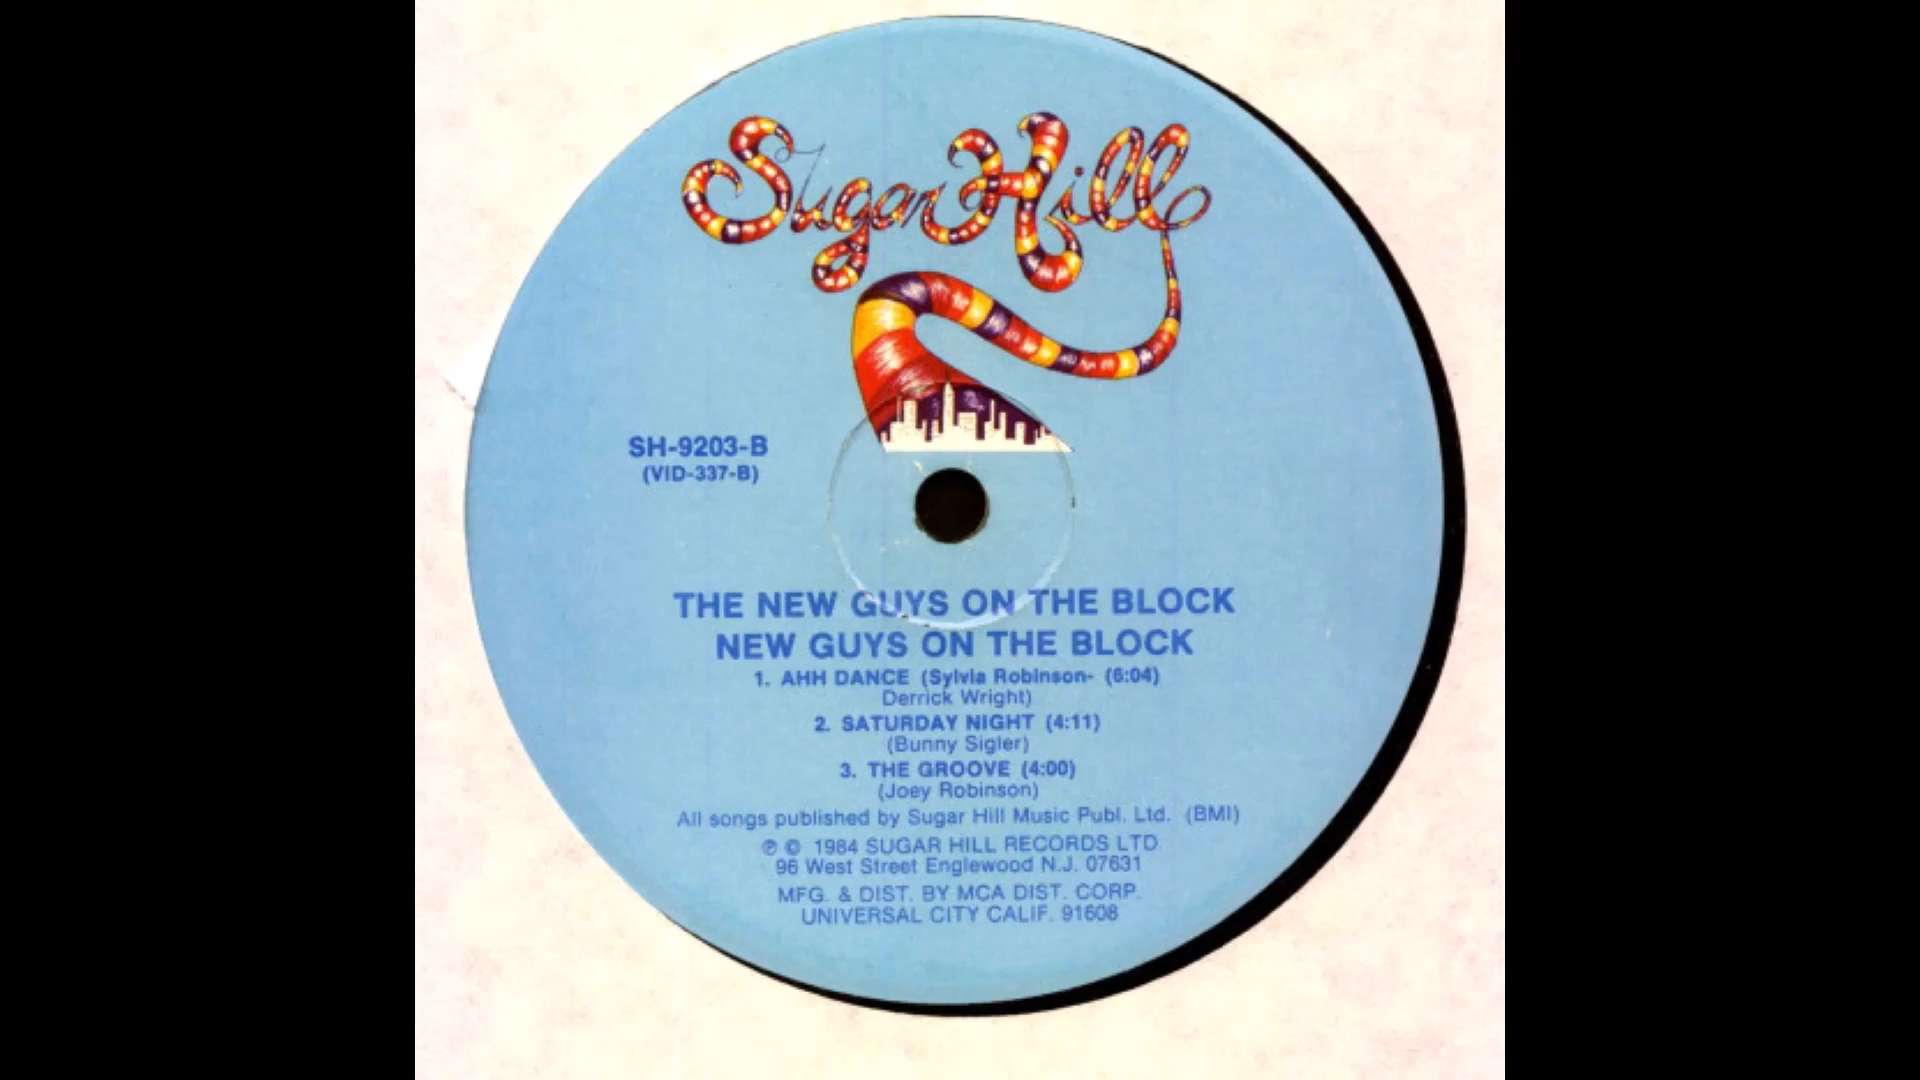 Sugar Hill
SH-9203-B
(VID-337-B)
THE NEW GUYS ON THE BLOCK
NEW GUYS ON THE BLOCK
1. AHH DANCE (Sylvia Robinson- (6:04)
Derrick Wright)
2. SATURDAY NIGHT (4:11)
(Bunny Sigler)
3. THE GROOVE (4:00)
(Joey Robinson)
All songs published by Sugar Hill Music Publ. Ltd. (BMI)
℗ © 1984 SUGAR HILL RECORDS LTD.
96 West Street Englewood N.J. 07631
MFG. & DIST. BY MCA DIST. CORP.
UNIVERSAL CITY CALIF. 91608